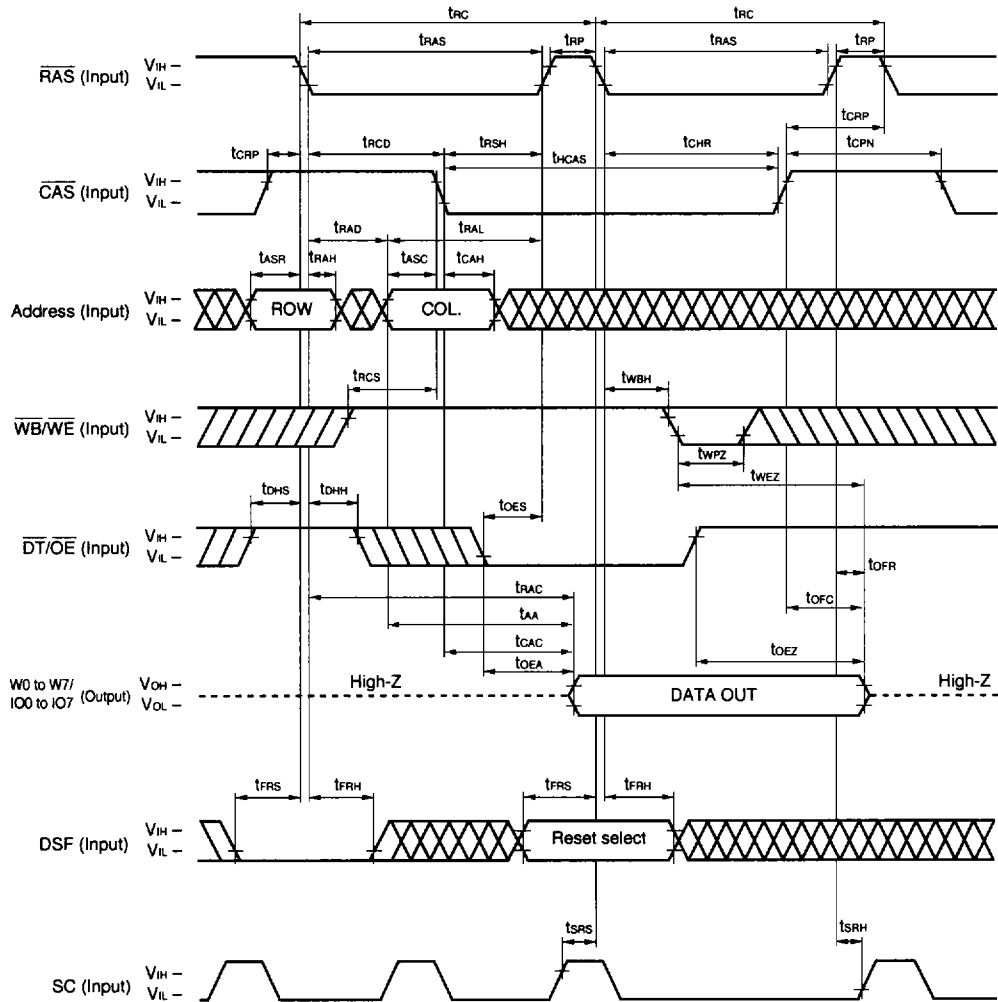 tRC tRC
tRAS tRP tRAS tRP
RAS (Input) VIH VIL
tCRP
tCRP tRCD tRSH tCHR tCPN
tHCAS
CAS (Input) VIH VIL
tRAD tRAL
tASR tRAH tASC tCAH
Address (Input) VIH VIL ROW COL.
tRCS tWBH
WB/WE (Input) VIH VIL
tWPZ
tWEZ
tDHS tDHH tOES
DT/OE (Input) VIH VIL
tOFR
tRAC
tOFC
tAA
tCAC
tOEA tOEZ
W0 to W7/
IO0 to IO7 (Output) VOH VOL High-Z DATA OUT High-Z
tFRS tFRH tFRS tFRH
DSF (Input) VIH VIL Reset select
tSRS tSRH
SC (Input) VIH VIL